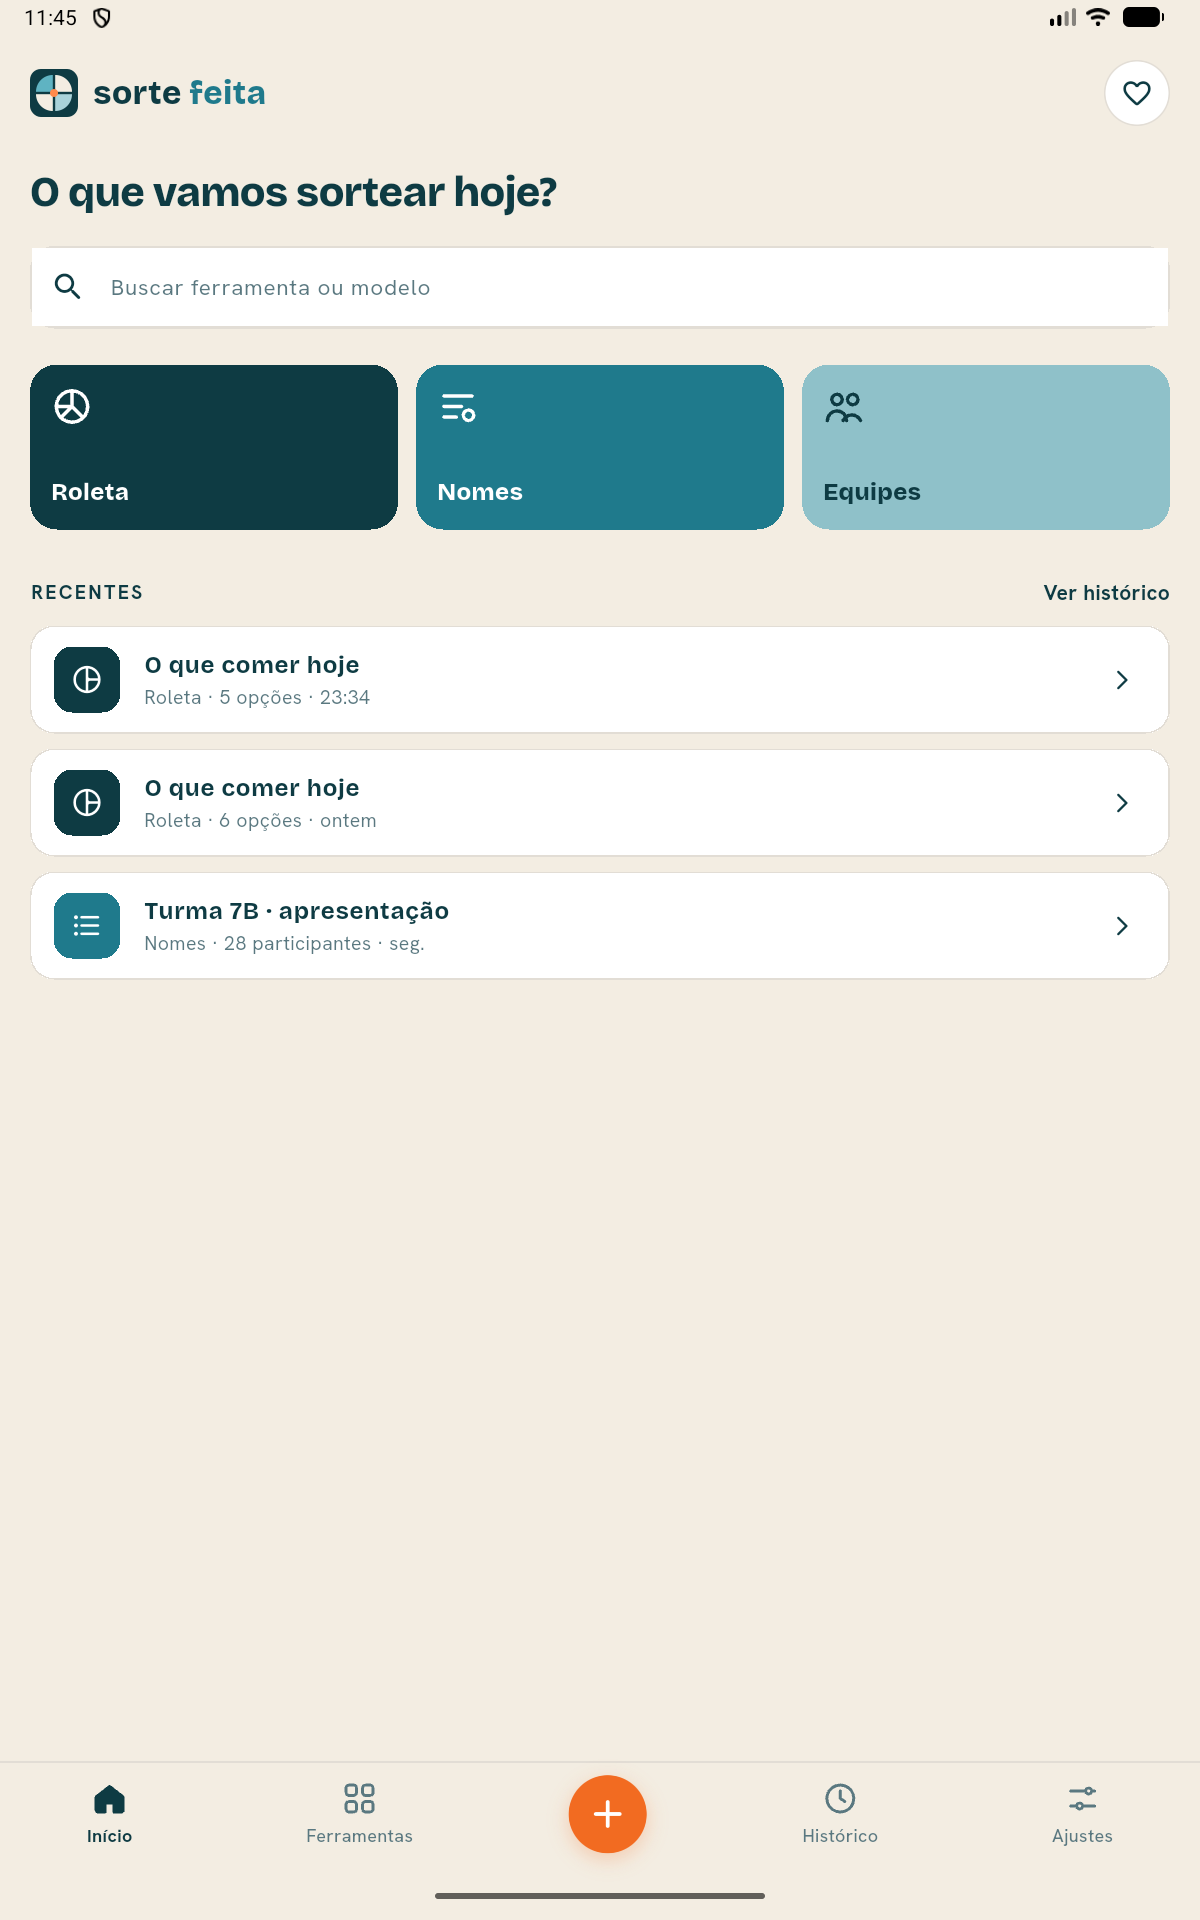 11:45
sorte feita
O que vamos sortear hoje?
Buscar ferramenta ou modelo
Roleta
Nomes
Equipes
RECENTES
Ver histórico
O que comer hoje
Roleta · 5 opções · 23:34
O que comer hoje
Roleta · 6 opções · ontem
Turma 7B · apresentação
Nomes · 28 participantes · seg.
Início
Ferramentas
Histórico
Ajustes